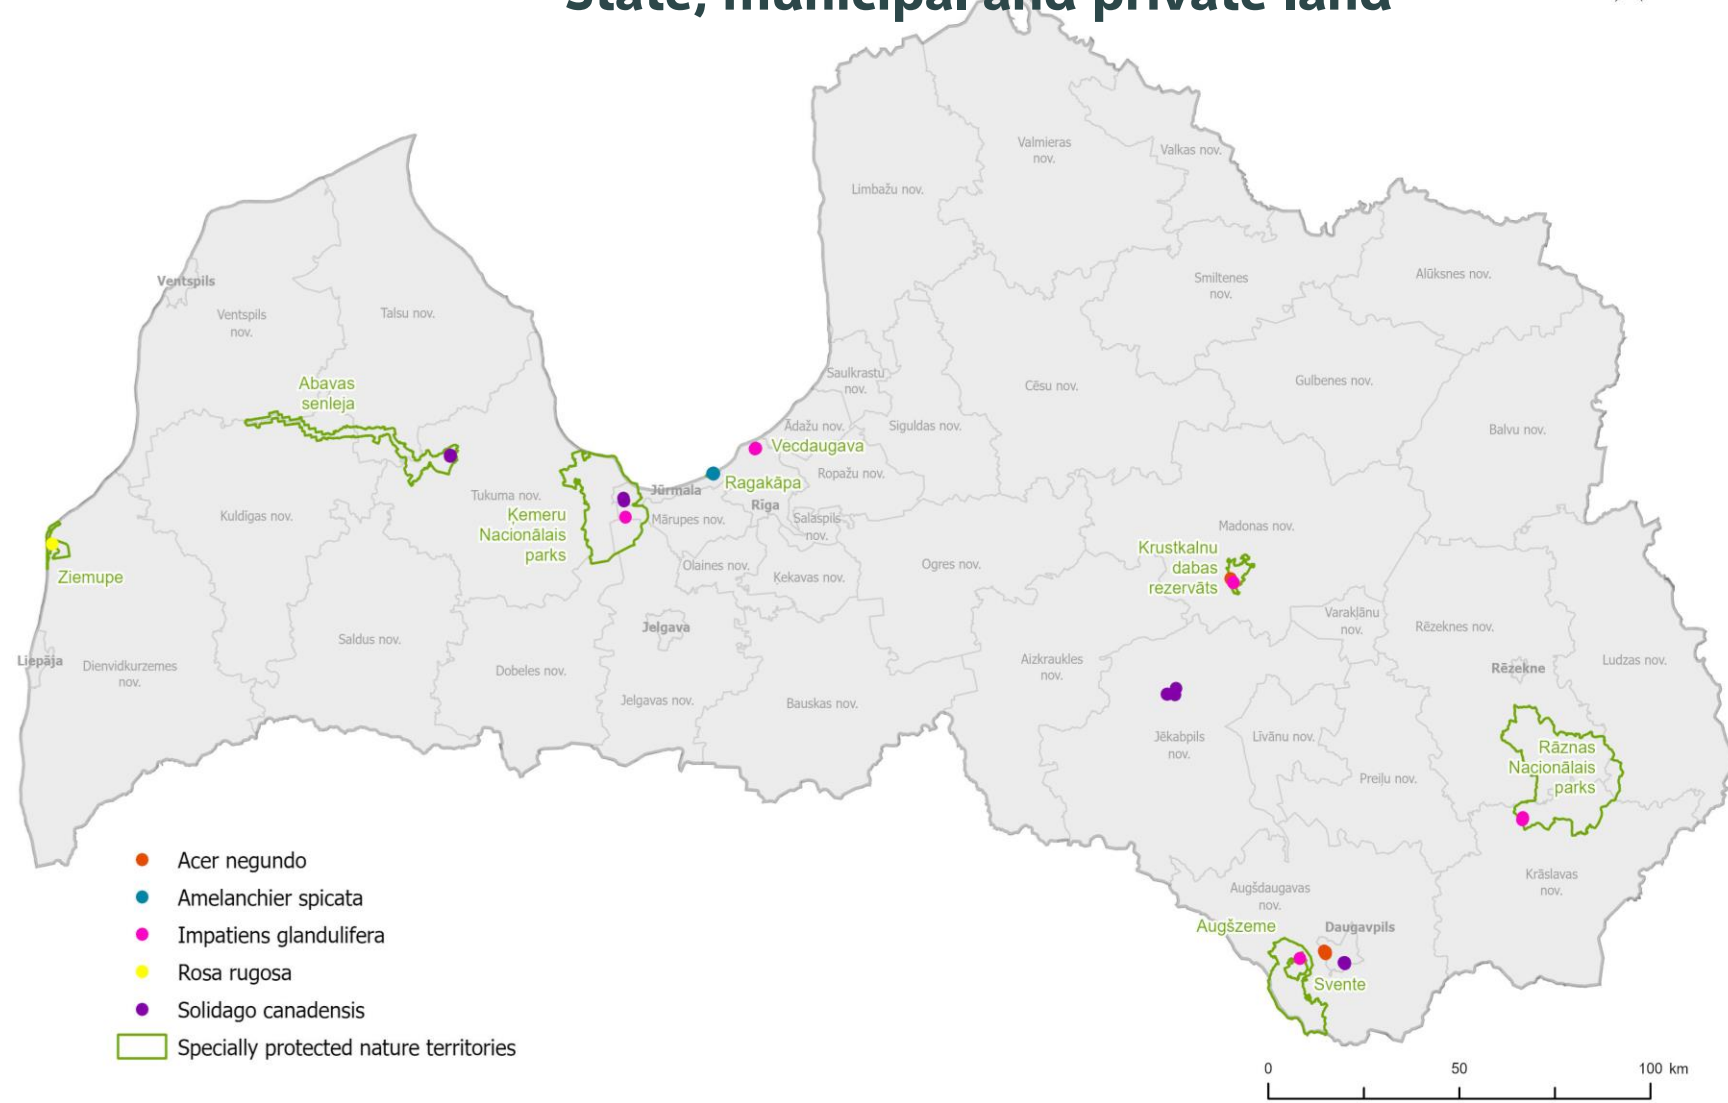 State, municipal and private land
Valmieras
nov.
Valkas nov.
Limbažu nov.
Ventspils
Ventspils
nov.
Talsu nov.
Smiltenes
nov.
Alūksnes nov.
Abavas
senleja
Saulkrastu
nov.
Cēsu nov.
Gulbenes nov.
Ādažu nov.
Siguldas nov.
Balvu nov.
Vecdaugava
Ropažu nov.
Ragakāpa
Jūrmala
Rīga
Tukuma nov.
Kuldīgas nov.
Ķemeru
Nacionālais
parks
Mārupes nov.
Salaspils
nov.
Madonas nov.
Krustkalnu
dabas
rezervāts
Olaines nov.
Ķekavas nov.
Ogres nov.
Ziemupe
Jelgava
Varakļānu
nov.
Rēzeknes nov.
Saldus nov.
Liepāja
Dienvidkurzemes
nov.
Dobeles nov.
Aizkraukles
nov.
Rēzekne
Ludzas nov.
Jelgavas nov.
Bauskas nov.
Jēkabpils
nov.
Līvānu nov.
Rāznas
Nacionālais
parks
Preiļu nov.
Krāslavas
nov.
Augšdaugavas
nov.
Augšzeme
Daugavpils
Svente
Acer negundo
Amelanchier spicata
Impatiens glandulifera
Rosa rugosa
Solidago canadensis
Specially protected nature territories
0 50 100 km